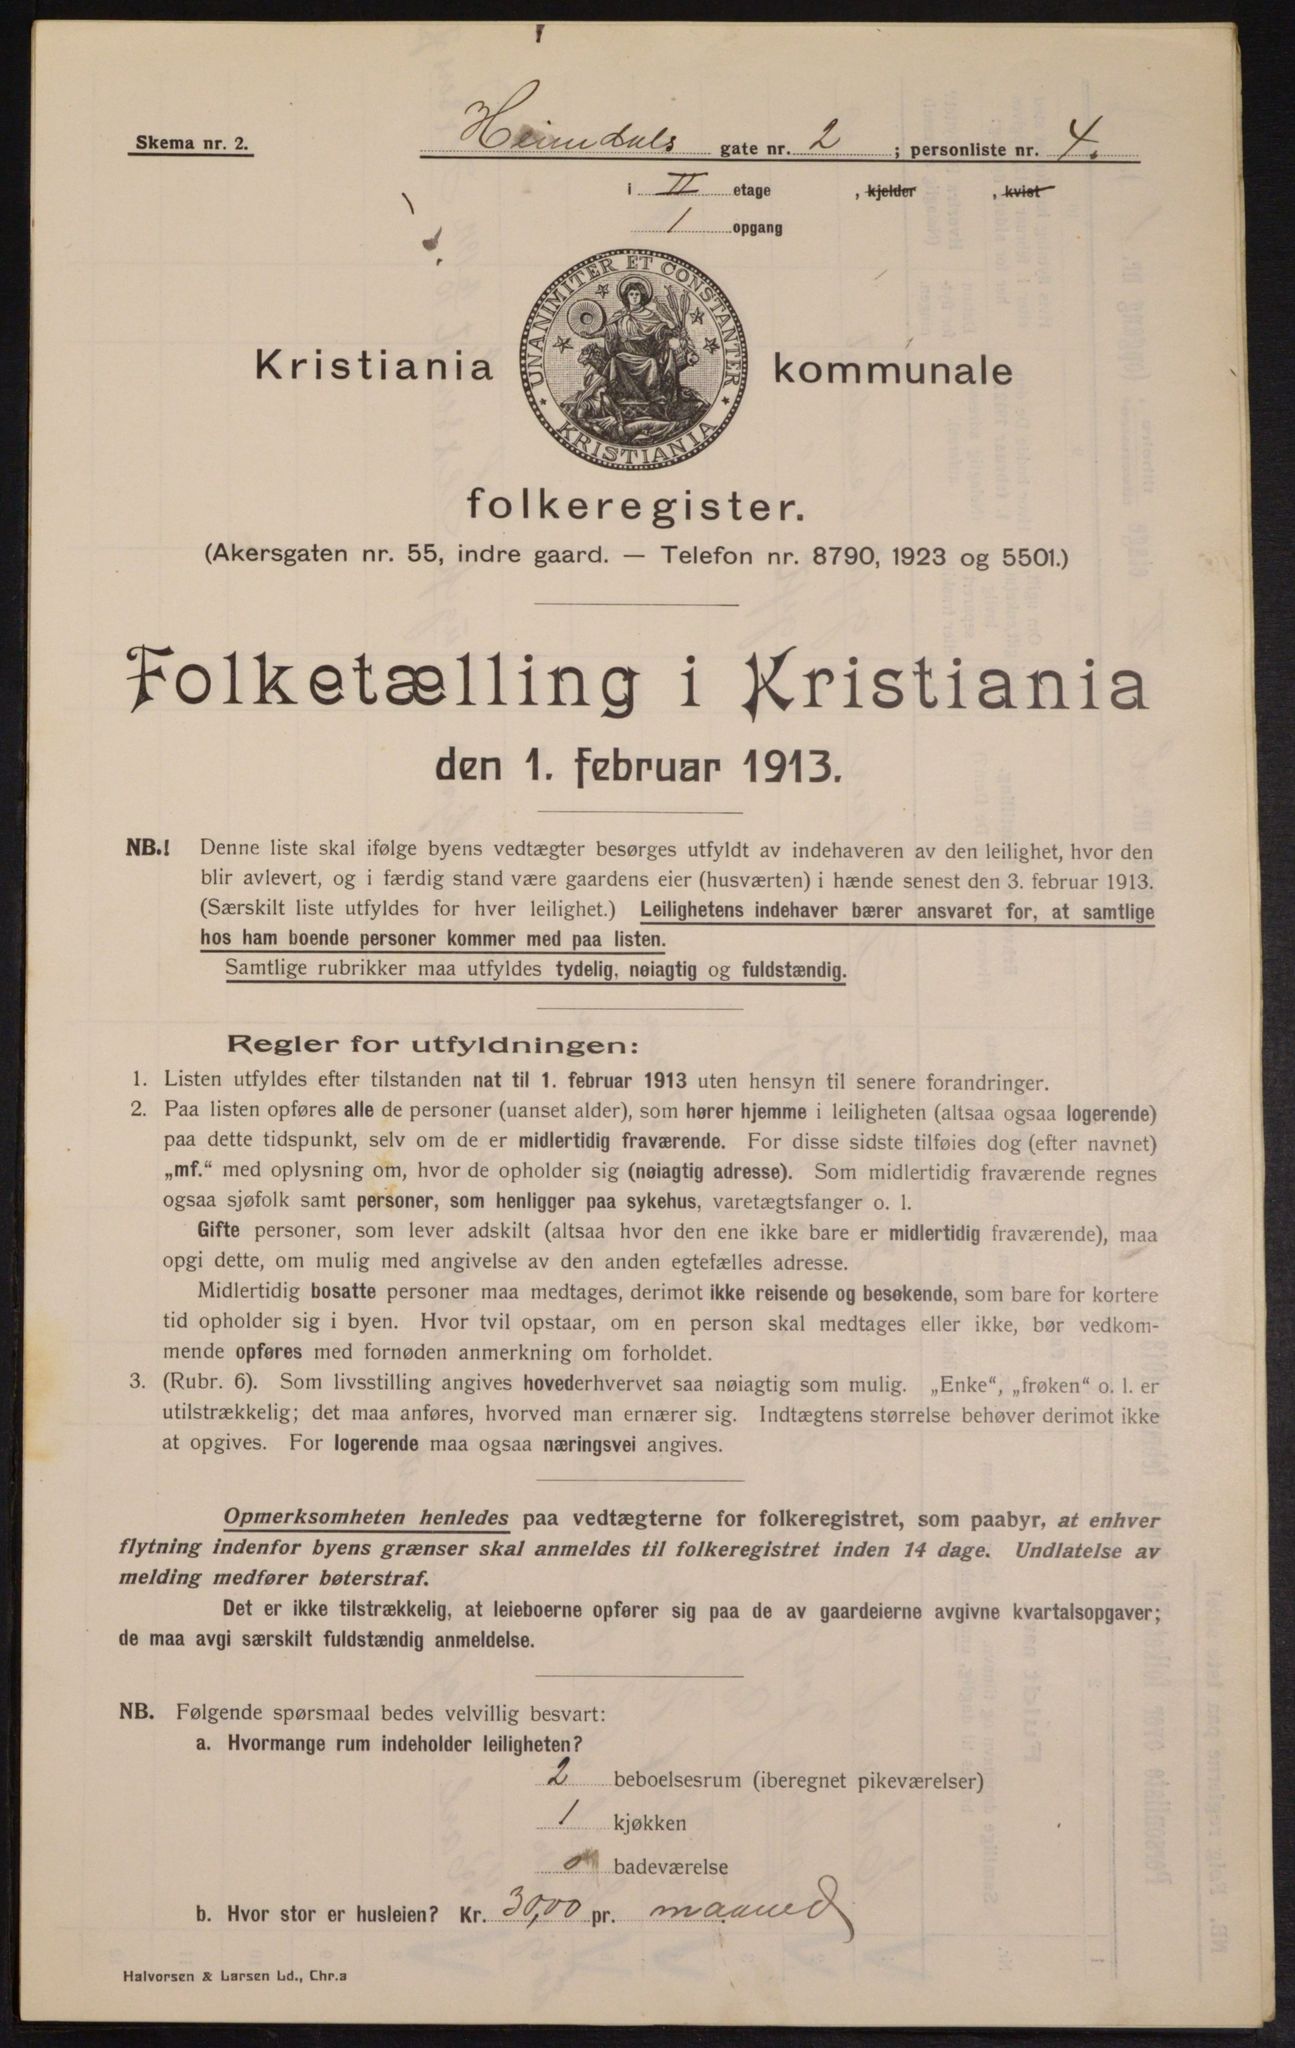 Skema nr. 2.
Heimdals gate nr. 2 ; personliste nr. 4.
i II etage , kjelder , kvist
1 opgang
UNANIMITER ET CONSTANTER
KRISTIANIA
Kristiania kommunale
folkeregister.
(Akersgaten nr. 55, indre gaard. — Telefon nr. 8790, 1923 og 5501.)
Folketælling i Kristiania
den 1. februar 1913.
NB.! Denne liste skal ifølge byens vedtægter besørges utfyldt av indehaveren av den leilighet, hvor den
blir avlevert, og i færdig stand være gaardens eier (husværten) i hænde senest den 3. februar 1913.
(Særskilt liste utfyldes for hver leilighet.) Leilighetens indehaver bærer ansvaret for, at samtlige
hos ham boende personer kommer med paa listen.
Samtlige rubrikker maa utfyldes tydelig, nøiagtig og fuldstændig.
Regler for utfyldningen:
1. Listen utfyldes efter tilstanden nat til 1. februar 1913 uten hensyn til senere forandringer.
2. Paa listen opføres alle de personer (uanset alder), som hører hjemme i leiligheten (altsaa ogsaa logerende)
paa dette tidspunkt, selv om de er midlertidig fraværende. For disse sidste tilføies dog (efter navnet)
„mf." med oplysning om, hvor de opholder sig (nøiagtig adresse). Som midlertidig fraværende regnes
ogsaa sjøfolk samt personer, som henligger paa sykehus, varetægtsfanger o. l.
Gifte personer, som lever adskilt (altsaa hvor den ene ikke bare er midlertidig fraværende), maa
opgi dette, om mulig med angivelse av den anden egtefælles adresse.
Midlertidig bosatte personer maa medtages, derimot ikke reisende og besøkende, som bare for kortere
tid opholder sig i byen. Hvor tvil opstaar, om en person skal medtages eller ikke, bør vedkom-
mende opføres med fornøden anmerkning om forholdet.
3. (Rubr. 6). Som livsstilling angives hovederhvervet saa nøiagtig som mulig. „Enke", „frøken" o. l. er
utilstrækkelig; det maa anføres, hvorved man ernærer sig. Indtægtens størrelse behøver derimot ikke
at opgives. For logerende maa ogsaa næringsvei angives.
Opmerksomheten henledes paa vedtægterne for folkeregistret, som paabyr, at enhver
flytning indenfor byens grænser skal anmeldes til folkeregistret inden 14 dage. Undlatelse av
melding medfører bøterstraf.
Det er ikke tilstrækkelig, at leieboerne opfører sig paa de av gaardeierne avgivne kvartalsopgaver;
de maa avgi særskilt fuldstændig anmeldelse.
NB. Følgende spørsmaal bedes velvillig besvart:
a. Hvormange rum indeholder leiligheten?
2 beboelsesrum (iberegnet pikeværelser)
1 kjøkken
0 badeværelse
b. Hvor stor er husleien? Kr. 30,00 pr. maaned
Halvorsen & Larsen Ld., Chr.a